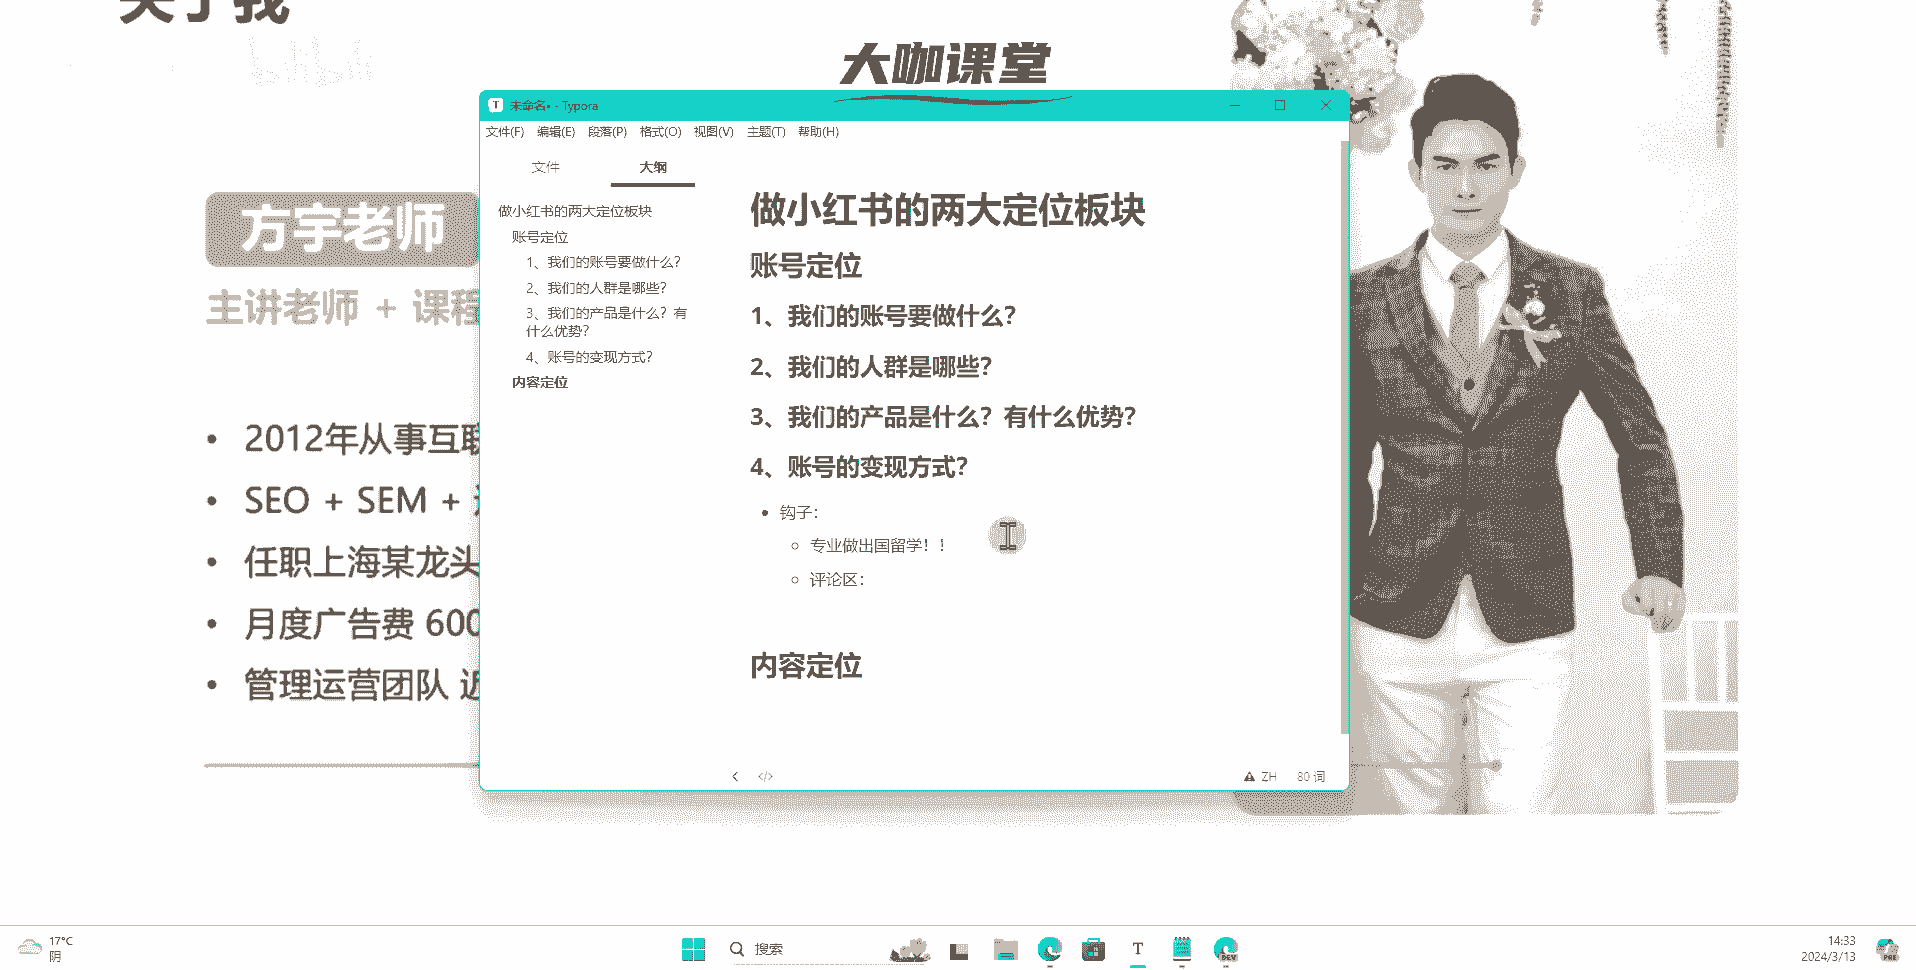 关于我
bilibili
大咖课堂
方宇老师
主讲老师 + 课程
• 2012年从事互联
• SEO + SEM +
• 任职上海某龙头
• 月度广告费 600
• 管理运营团队 近
未命名• - Typora
文件(F) 编辑(E) 段落(P) 格式(O) 视图(V) 主题(T) 帮助(H)
文件 大纲
做小红书的两大定位板块
账号定位
1、我们的账号要做什么？
2、我们的人群是哪些？
3、我们的产品是什么？有
什么优势？
4、账号的变现方式？
内容定位
做小红书的两大定位板块
账号定位
1、我们的账号要做什么？
2、我们的人群是哪些？
3、我们的产品是什么？有什么优势？
4、账号的变现方式？
• 钩子：
○ 专业做出国留学！！
○ 评论区：
内容定位
</> ZH 80 词
17°C
阴
搜索
T
DEV
14:33
2024/3/13
PRE